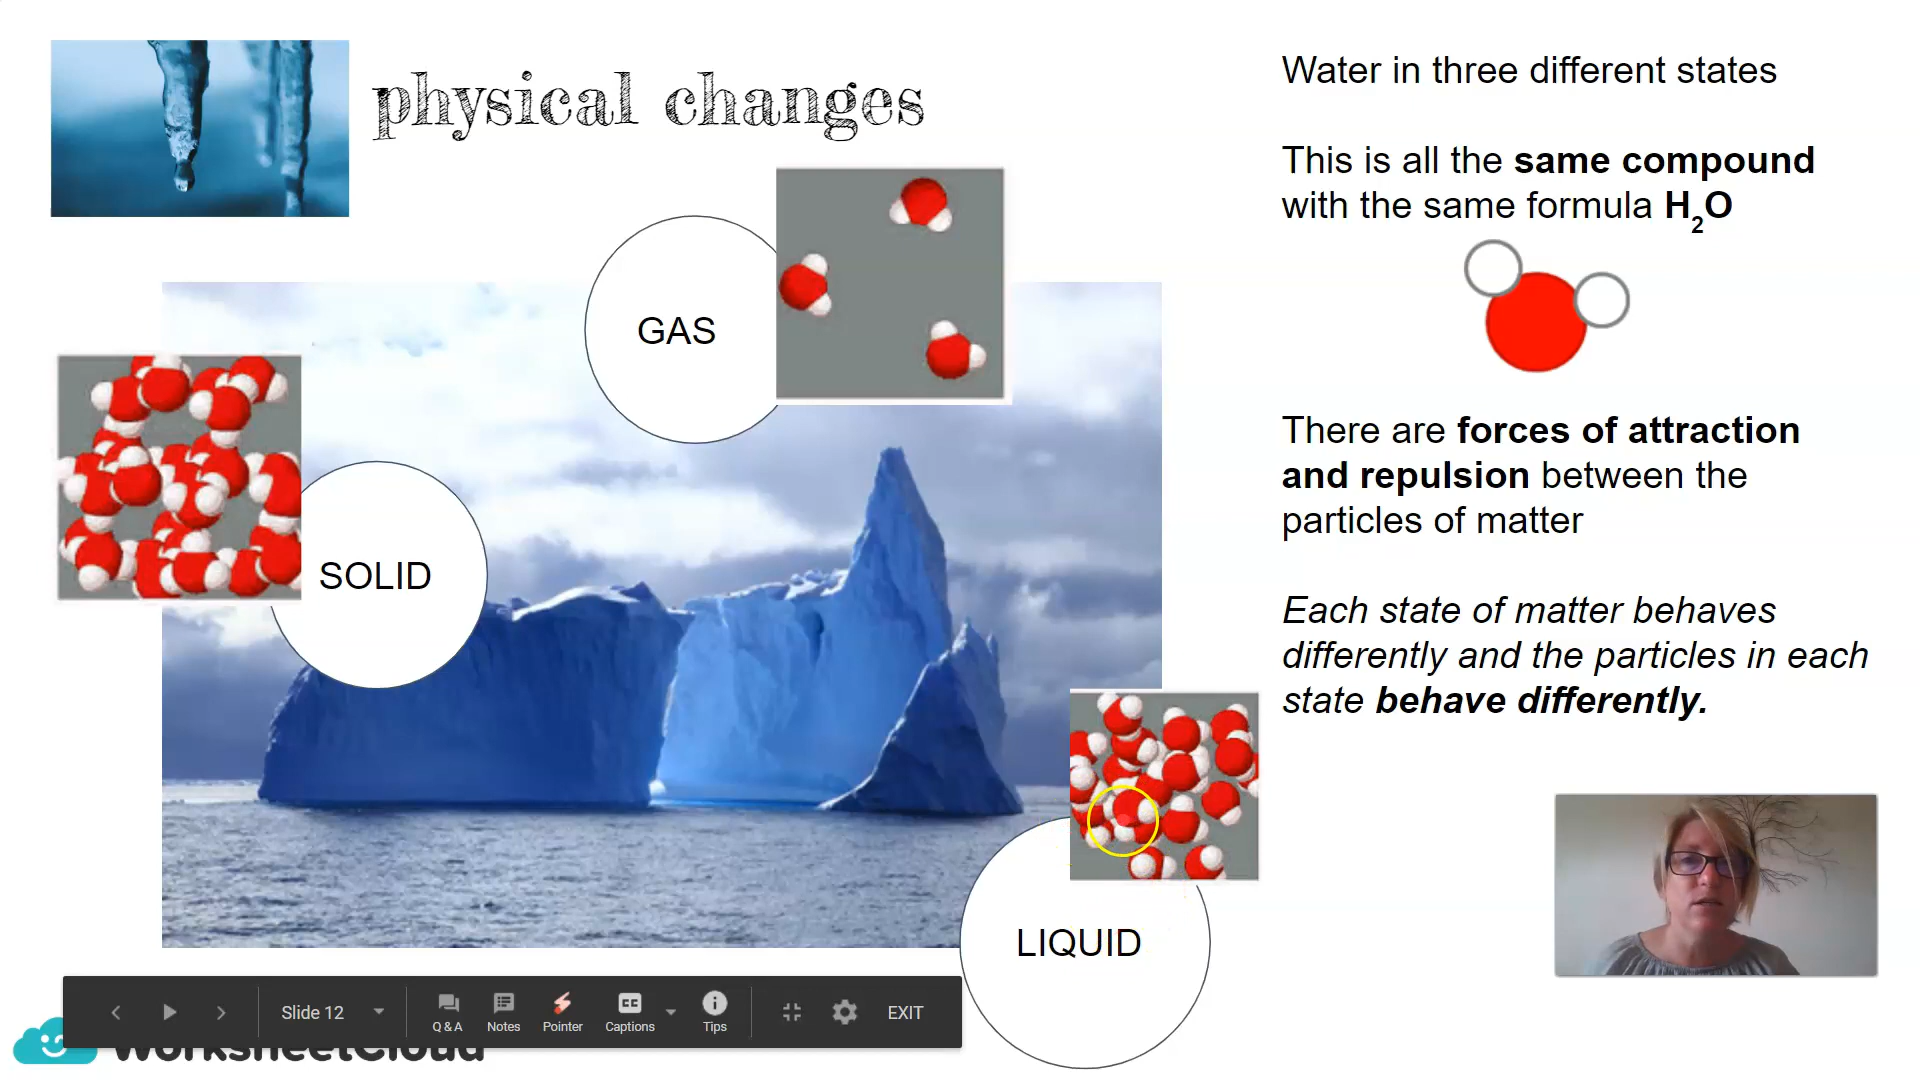 physical changes
Water in three different states
This is all the same compound
with the same formula H₂O
There are forces of attraction
and repulsion between the
particles of matter
Each state of matter behaves
differently and the particles in each
state behave differently.
GAS
SOLID
LIQUID
Slide 12
Q & A
Notes
Pointer
CC
Captions
Tips
EXIT
WorksheetCloud